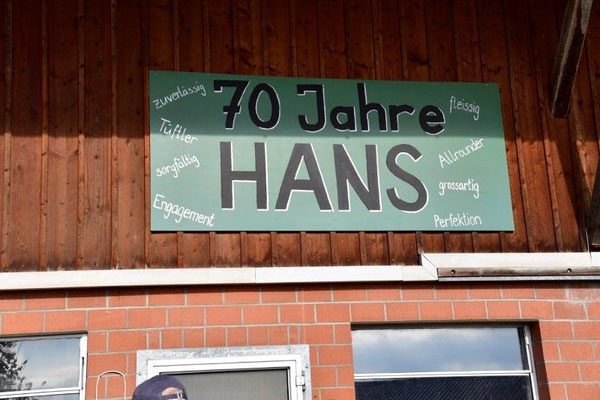 70 Jahre
HANS
zuverlässig
Tüftler
sorgfältig
Engagement
fleissig
Allrounder
grossartig
Perfektion